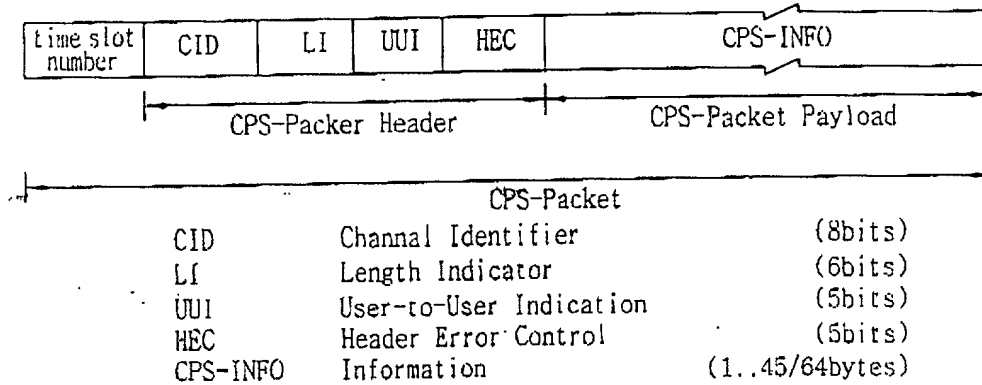 time slot number CID LI UUI HEC CPS-INFO
CPS-Packer Header CPS-Packet Payload
CPS-Packet
CID Channal Identifier (8bits)
LI Length Indicator (6bits)
UUI User-to-User Indication (5bits)
HEC Header Error Control (5bits)
CPS-INFO Information (1..45/64bytes)